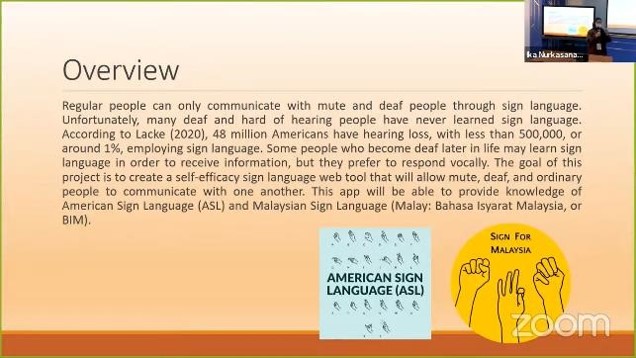 Ika Nurkasana...
Overview
Regular people can only communicate with mute and deaf people through sign language.
Unfortunately, many deaf and hard of hearing people have never learned sign language.
According to Lacke (2020), 48 million Americans have hearing loss, with less than 500,000, or
around 1%, employing sign language. Some people who become deaf later in life may learn sign
language in order to receive information, but they prefer to respond vocally. The goal of this
project is to create a self-efficacy sign language web tool that will allow mute, deaf, and ordinary
people to communicate with one another. This app will be able to provide knowledge of
American Sign Language (ASL) and Malaysian Sign Language (Malay: Bahasa Isyarat Malaysia, or
BIM).
AMERICAN SIGN
LANGUAGE (ASL)
SIGN FOR
MALAYSIA
zoom